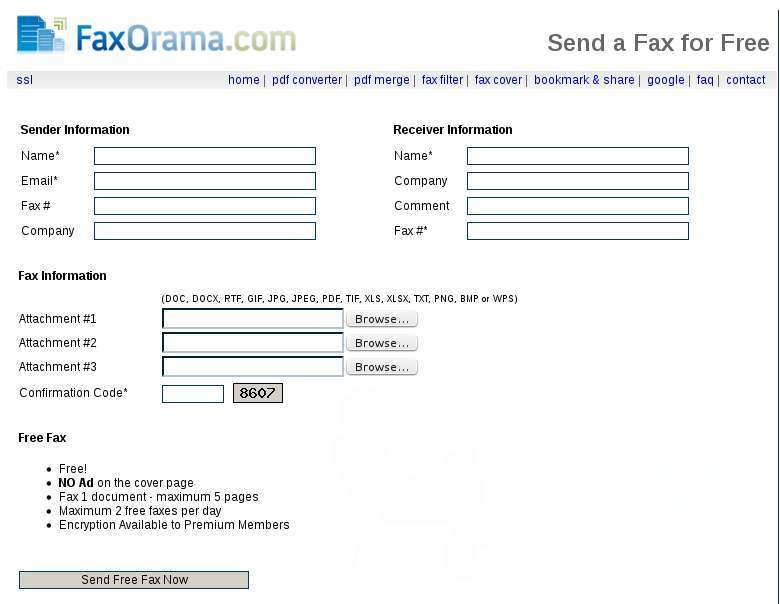 FaxOrama.com
Send a Fax for Free
ssl
home | pdf converter | pdf merge | fax filter | fax cover | bookmark & share | google | faq | contact
Sender Information
Name*
Email*
Fax #
Company
Receiver Information
Name*
Company
Comment
Fax #*
Fax Information
(DOC, DOCX, RTF, GIF, JPG, JPEG, PDF, TIF, XLS, XLSX, TXT, PNG, BMP or WPS)
Attachment #1 Browse...
Attachment #2 Browse...
Attachment #3 Browse...
Confirmation Code* 8607
Free Fax
• Free!
• NO Ad on the cover page
• Fax 1 document - maximum 5 pages
• Maximum 2 free faxes per day
• Encryption Available to Premium Members
Send Free Fax Now